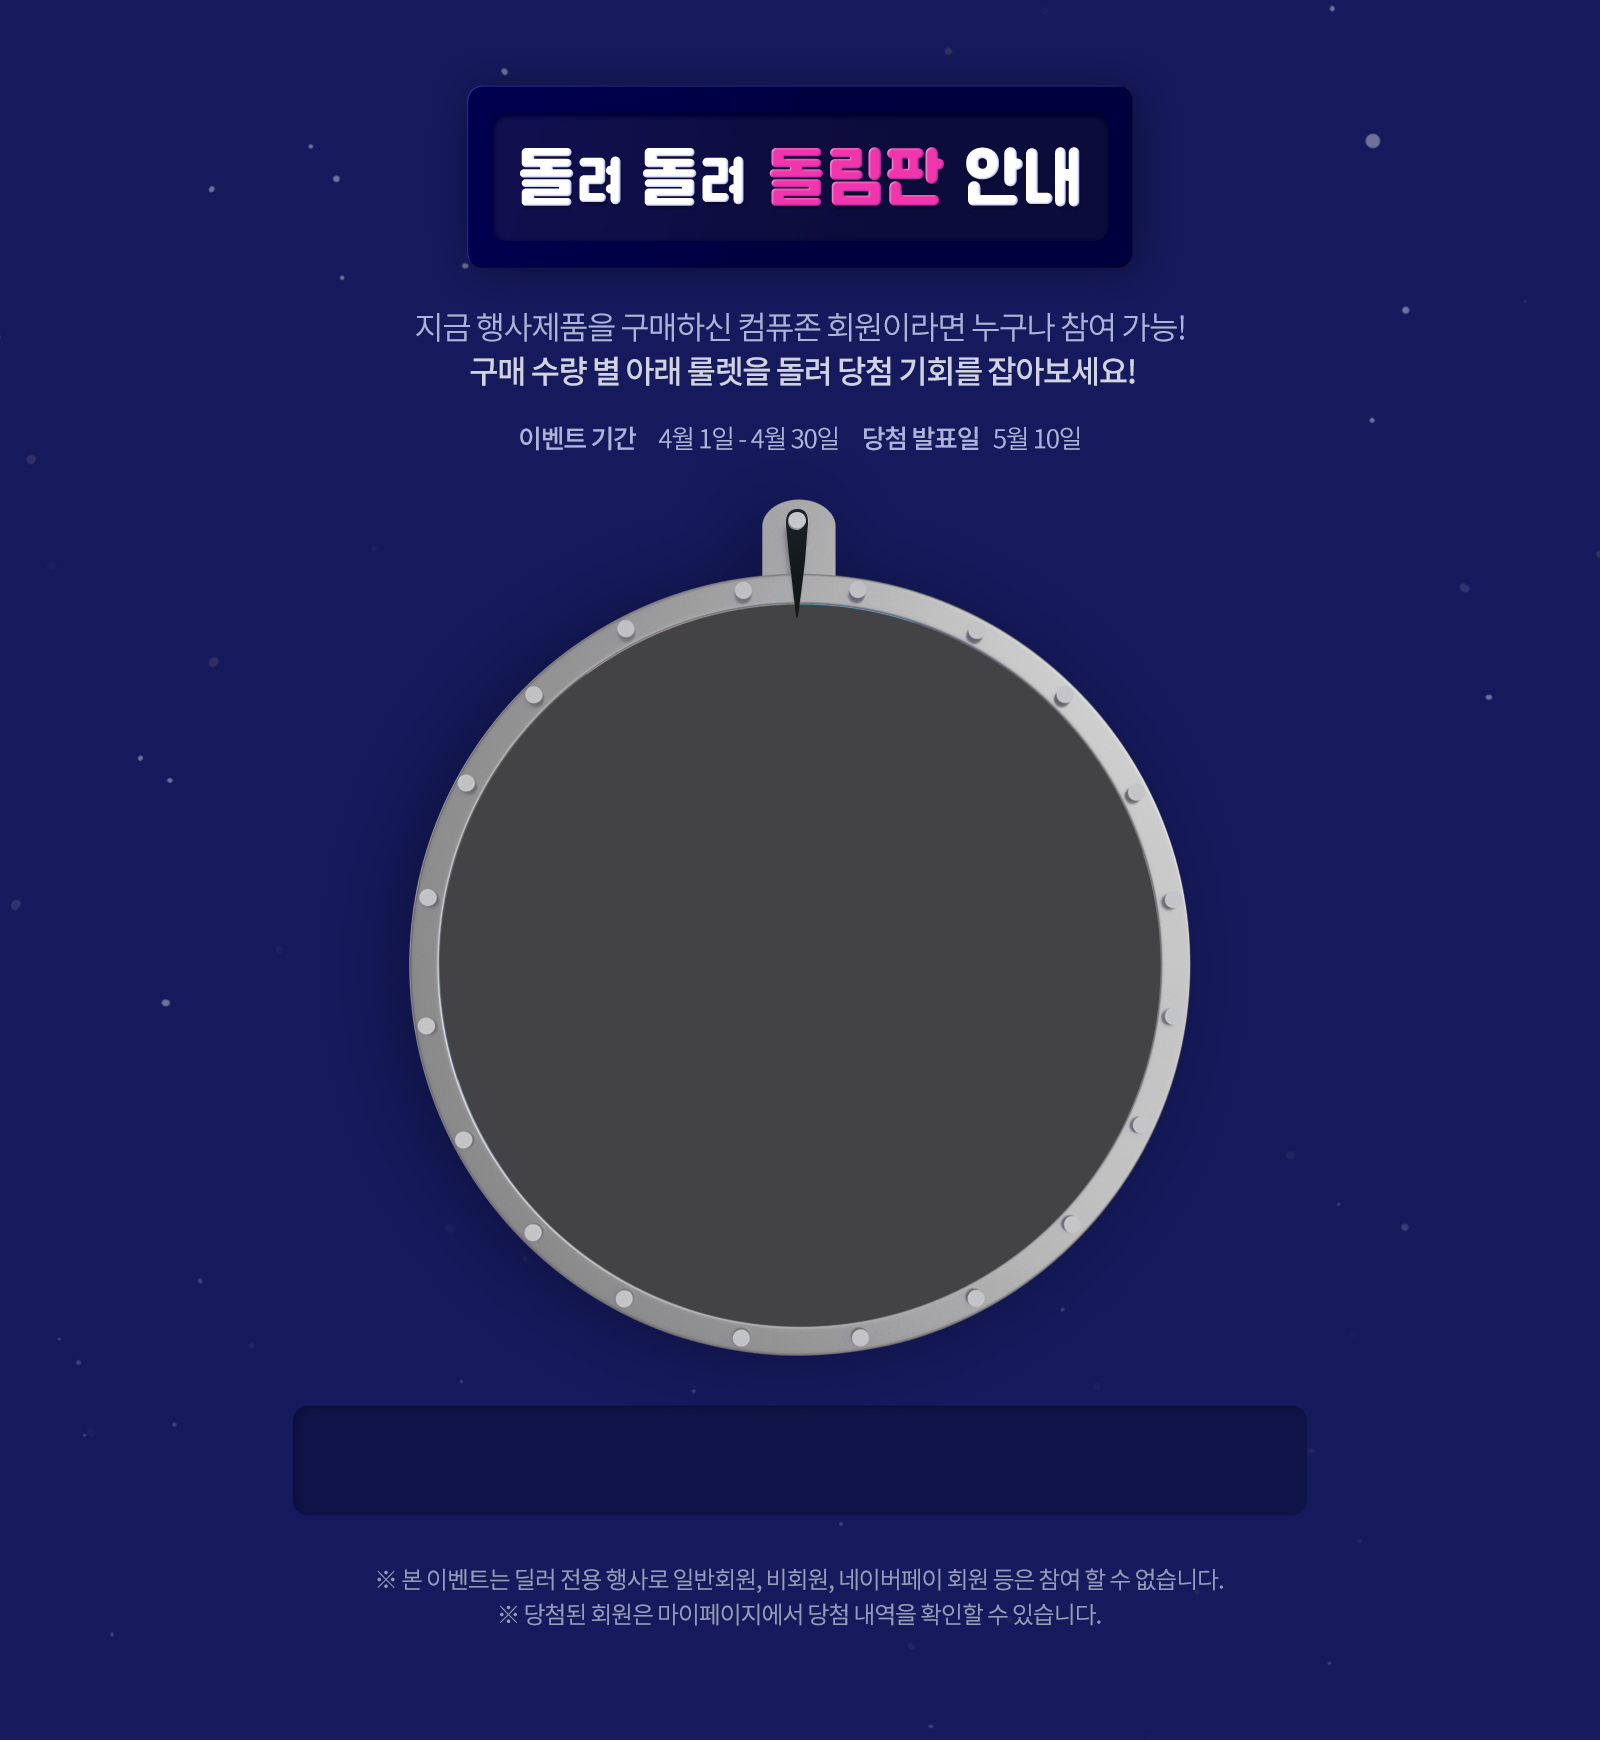 돌려 돌려 돌림판 안내
지금 행사제품을 구매하신 컴퓨존 회원이라면 누구나 참여 가능!
구매 수량 별 아래 룰렛을 돌려 당첨 기회를 잡아보세요!
이벤트 기간 4월 1일 - 4월 30일 당첨 발표일 5월 10일
※ 본 이벤트는 딜러 전용 행사로 일반회원, 비회원, 네이버페이 회원 등은 참여 할 수 없습니다.
※ 당첨된 회원은 마이페이지에서 당첨 내역을 확인할 수 있습니다.